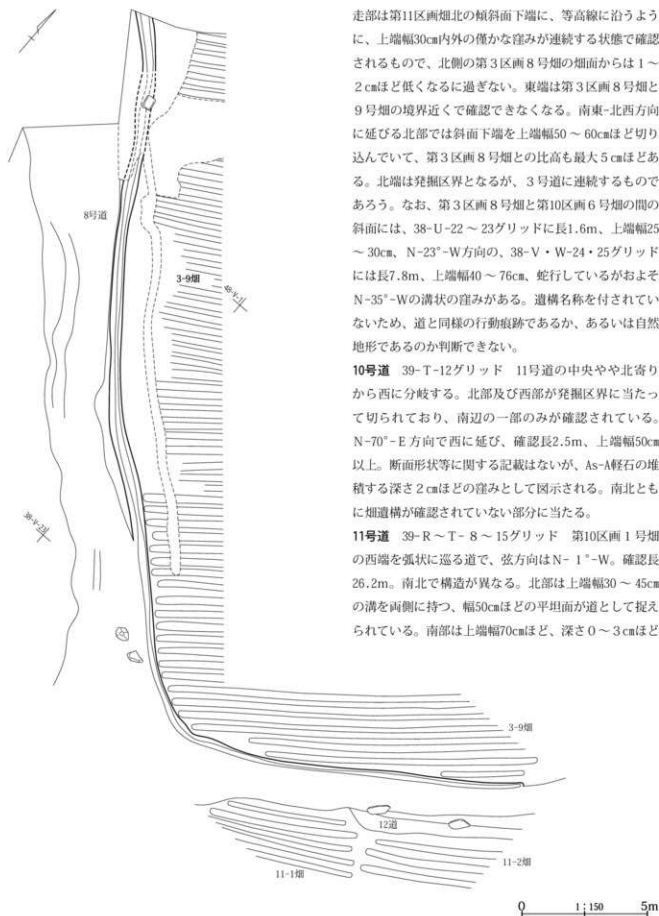 走部は第11区画畑北の傾斜面下端に、等高線に沿うよう
に、上端幅30㎝内外の僅かな窪みが連続する状態で確認
されるもので、北側の第３区画８号畑の畑面からは１～
２㎝ほど低くなるに過ぎない。東端は第３区画８号畑と
９号畑の境界近くで確認できなくなる。南東-北西方向
に延びる北部では斜面下端を上端幅50～60㎝ほど切り
込んでいて、第３区画８号畑との比高も最大５㎝ほどあ
る。北端は発掘区界となるが、３号道に連続するもので
あろう。なお、第３区画８号畑と第10区画６号畑の間の
斜面には、38-U-22～23グリッドに長1.6m、上端幅25
～30㎝、N-23°-W方向の、38-V・W-24・25グリッド
には長7.8m、上端幅40～76㎝、蛇行しているがおよそ
N-35°-Wの溝状の窪みがある。遺構名称を付されてい
ないため、道と同様の行動痕跡であるか、あるいは自然
地形であるのか判断できない。
10号道　39-T-12グリッド　11号道の中央やや北寄り
から西に分岐する。北部及び西部が発掘区界に当たっ
て切られており、南辺の一部のみが確認されている。
N-70°-E方向で西に延び、確認長2.5m、上端幅50㎝
以上。断面形状等に関する記載はないが、As-A軽石の堆
積する深さ２㎝ほどの窪みとして図示される。南北とも
に畑遺構が確認されていない部分に当たる。
11号道　39-R～T-８～15グリッド　第10区画１号畑
の西端を弧状に巡る道で、弦方向はN-１°-W。確認長
26.2m。南北で構造が異なる。北部は上端幅30～45㎝
の溝を両側に持つ、幅50㎝ほどの平坦面が道として捉え
られている。南部は上端幅70㎝ほど、深さ０～３㎝ほど
8号道
3-9畑
48-V-1
38-V-23
3-9畑
12道
11-2畑
11-1畑
0 1:150 5m